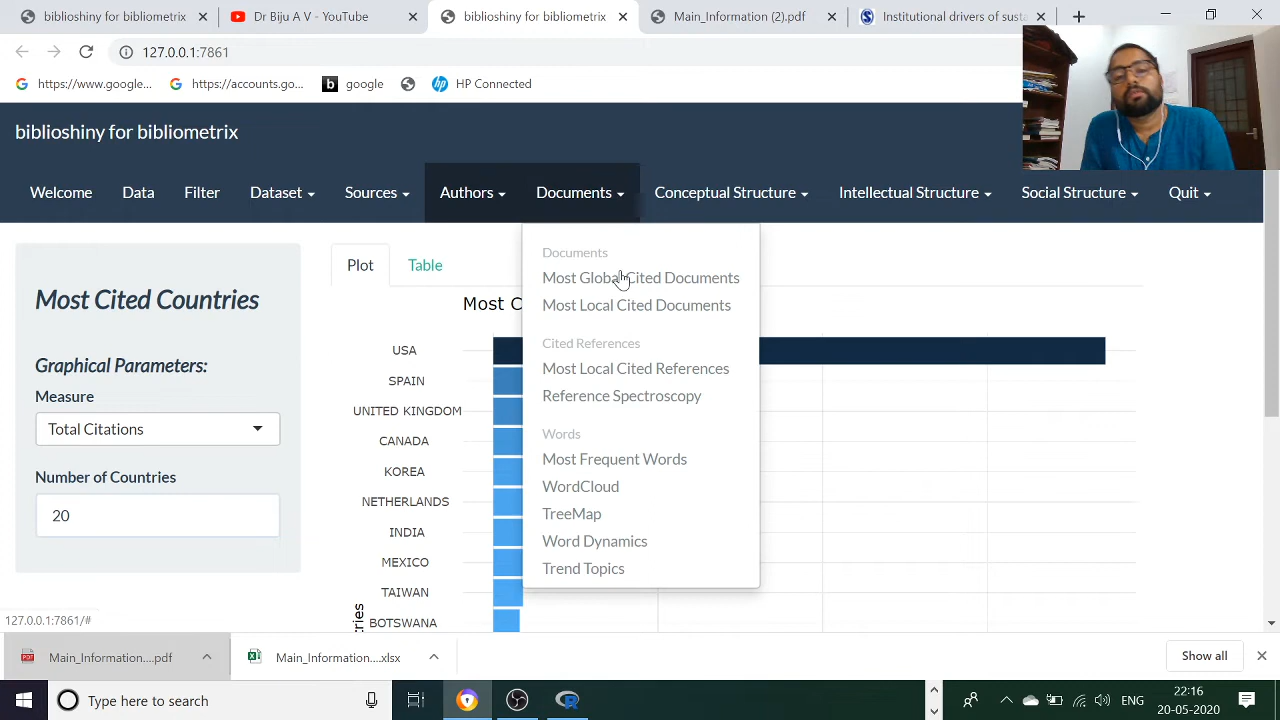 biblioshiny for bibliometrix
Dr Biju A V - YouTube
biblioshiny for bibliometrix
Main_Information (2).pdf
Institutional drivers of susta
127.0.0.1:7861
https://www.google...
https://accounts.go...
google
HP Connected
biblioshiny for bibliometrix
Welcome
Data
Filter
Dataset
Sources
Authors
Documents
Conceptual Structure
Intellectual Structure
Social Structure
Quit
Most Cited Countries
Graphical Parameters:
Measure
Total Citations
Number of Countries
20
Plot
Table
Most C
USA
SPAIN
UNITED KINGDOM
CANADA
KOREA
NETHERLANDS
INDIA
MEXICO
TAIWAN
BOTSWANA
ries
Documents
Most Global Cited Documents
Most Local Cited Documents
Cited References
Most Local Cited References
Reference Spectroscopy
Words
Most Frequent Words
WordCloud
TreeMap
Word Dynamics
Trend Topics
127.0.0.1:7861/#
Main_Information....pdf
Main_Information....xlsx
Show all
Type here to search
ENG
22:16
20-05-2020